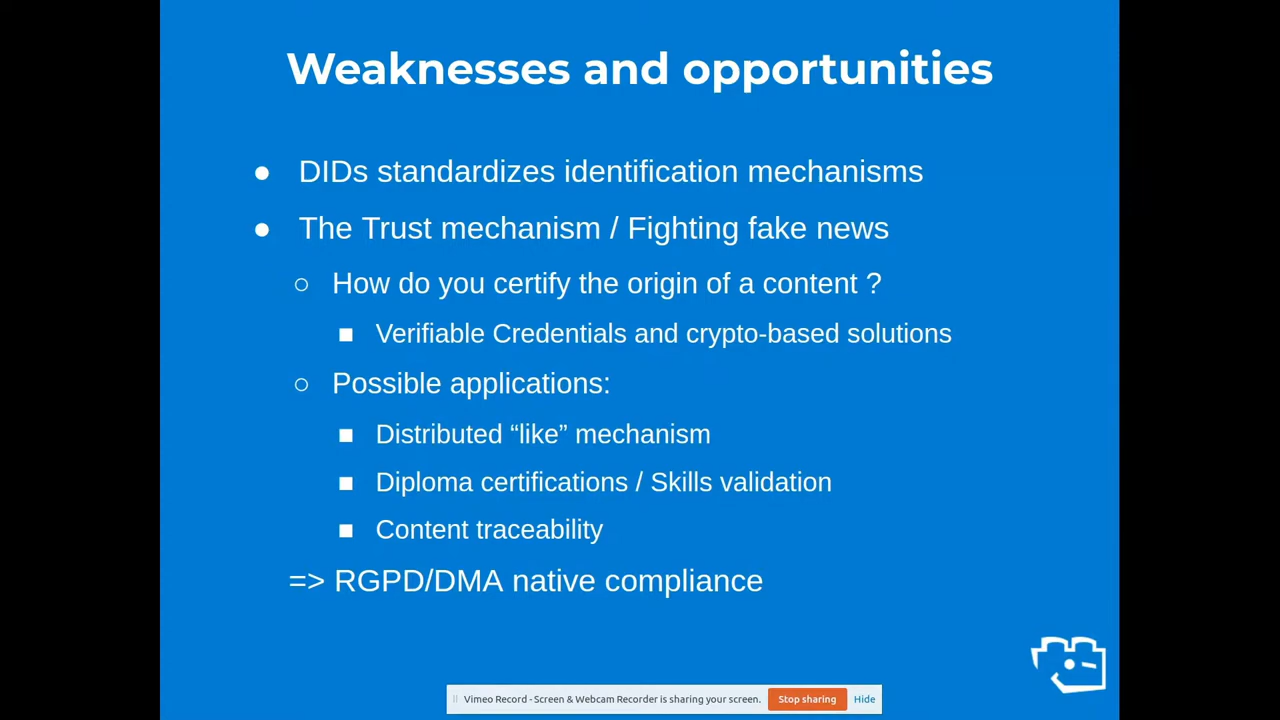 Weaknesses and opportunities
● DIDs standardizes identification mechanisms
● The Trust mechanism / Fighting fake news
○ How do you certify the origin of a content ?
■ Verifiable Credentials and crypto-based solutions
○ Possible applications:
■ Distributed “like” mechanism
■ Diploma certifications / Skills validation
■ Content traceability
=> RGPD/DMA native compliance
Vimeo Record - Screen & Webcam Recorder is sharing your screen. Stop sharing Hide